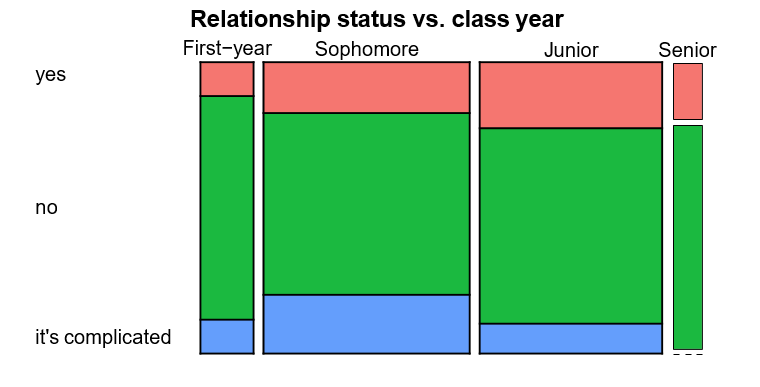 Relationship status vs. class year
First−year Sophomore Junior Senior
yes
no
it's complicated